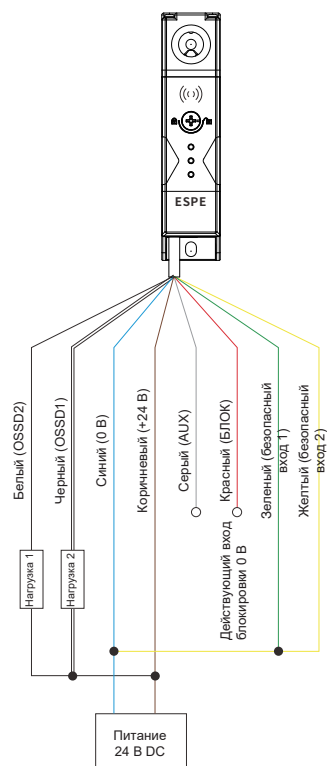 ESPE
Белый (OSSD2)
Черный (OSSD1)
Синий (0 В)
Коричневый (+24 В)
Серый (AUX)
Красный (БЛОК)
Зеленый (безопасный
вход 1)
Желтый (безопасный
вход 2)
Нагрузка 1
Нагрузка 2
Действующий вход
блокировки 0 В
Питание
24 В DC